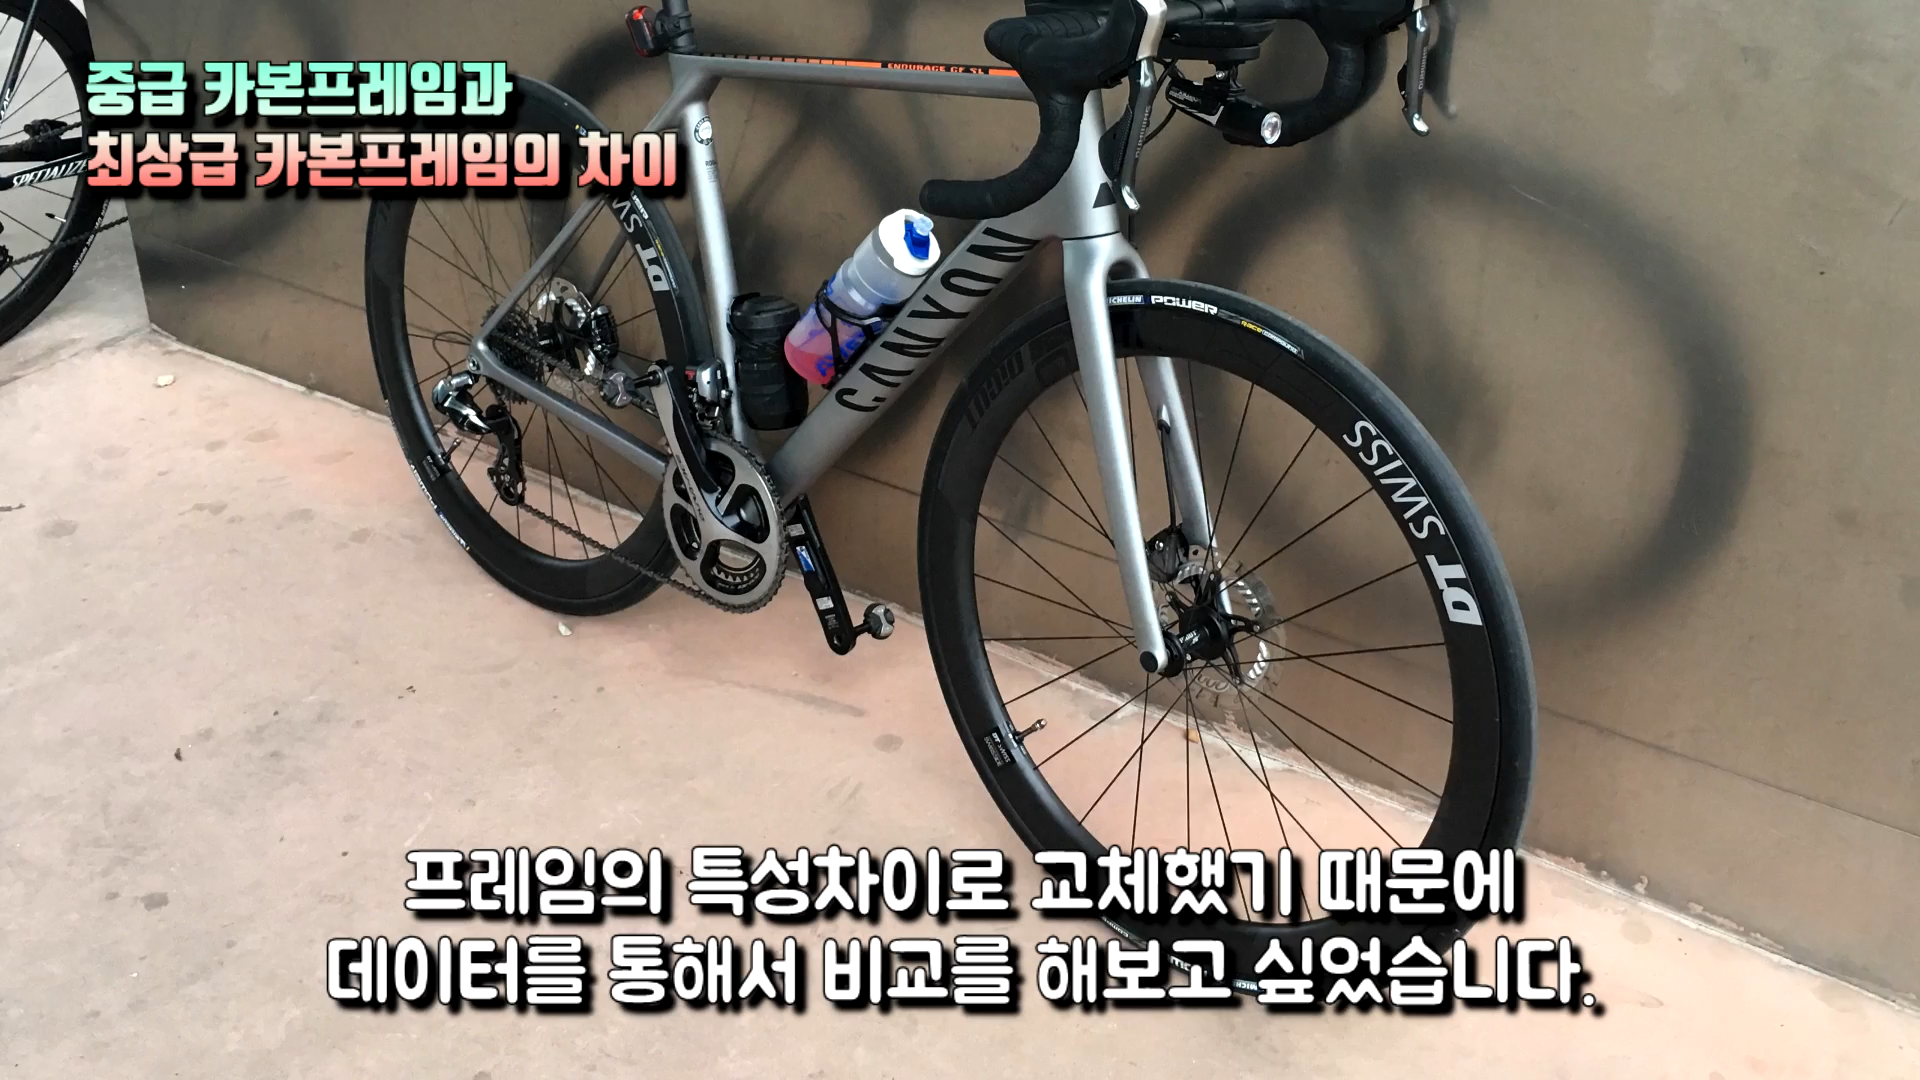 중급 카본프레임과
최상급 카본프레임의 차이
ENDURACE CF SL
SPECIALIZE
CANYON
DT SW
MICHELIN POWER
DT SWISS
프레임의 특성차이로 교체했기 때문에
데이터를 통해서 비교를 해보고 싶었습니다.